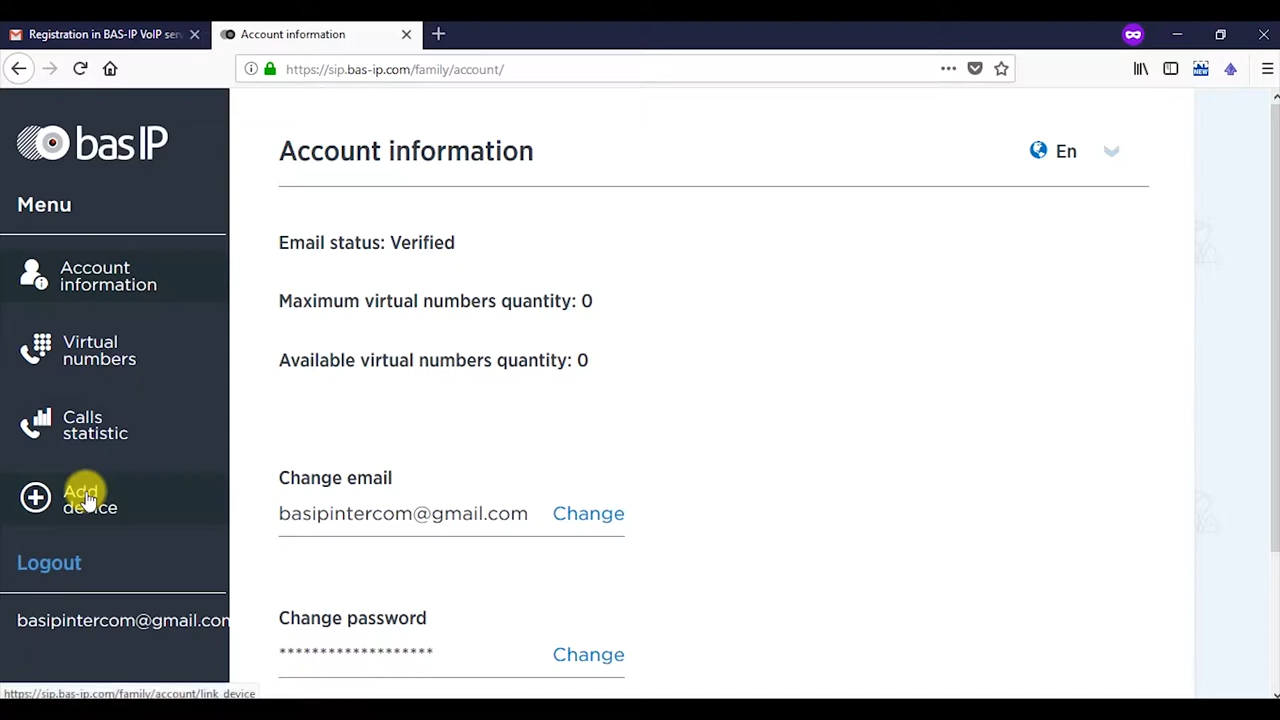 Registration in BAS-IP VoIP ser
Account information
https://sip.bas-ip.com/family/account/
NEW
bas IP
Menu
Account
information
Virtual
numbers
Calls
statistic
Add
device
Logout
basipintercom@gmail.com
Account information
En
Email status: Verified
Maximum virtual numbers quantity: 0
Available virtual numbers quantity: 0
Change email
basipintercom@gmail.com Change
Change password
******************* Change
https://sip.bas-ip.com/family/account/link_device